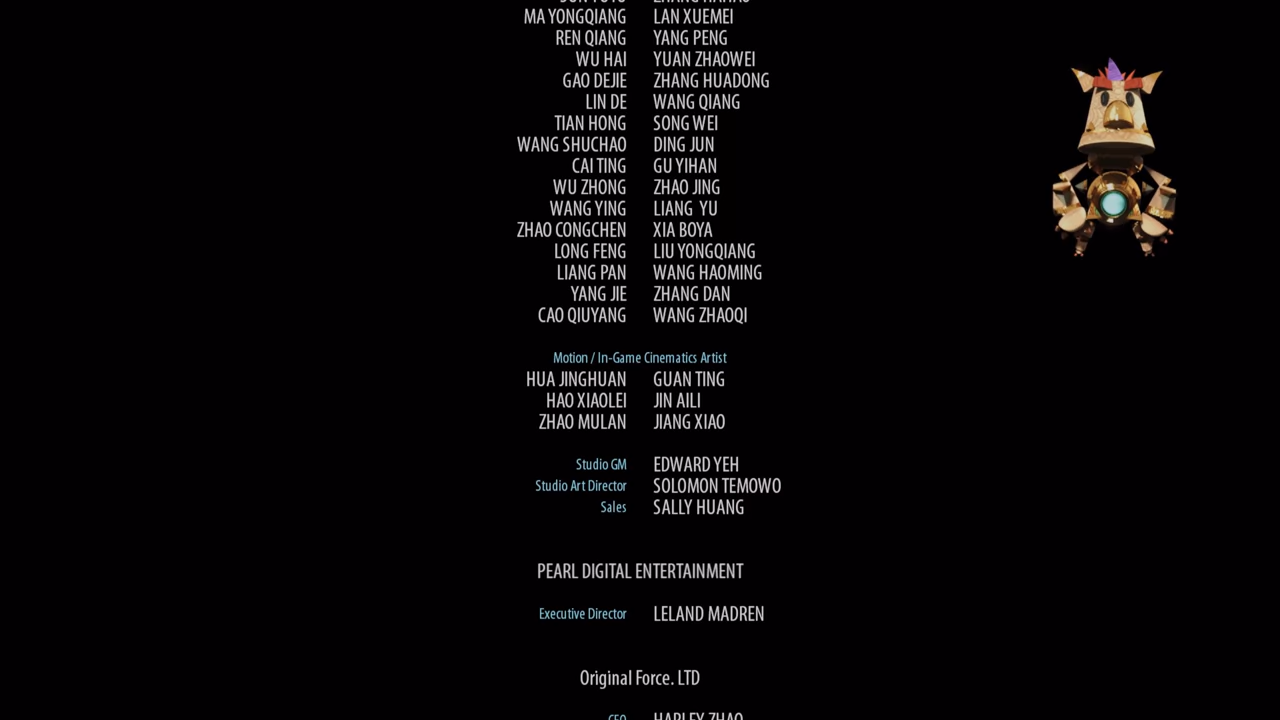 MA YONGQIANG LAN XUEMEI
REN QIANG YANG PENG
WU HAI YUAN ZHAOWEI
GAO DEJIE ZHANG HUADONG
LIN DE WANG QIANG
TIAN HONG SONG WEI
WANG SHUCHAO DING JUN
CAI TING GU YIHAN
WU ZHONG ZHAO JING
WANG YING LIANG YU
ZHAO CONGCHEN XIA BOYA
LONG FENG LIU YONGQIANG
LIANG PAN WANG HAOMING
YANG JIE ZHANG DAN
CAO QIUYANG WANG ZHAOQI
Motion / In-Game Cinematics Artist
HUA JINGHUAN GUAN TING
HAO XIAOLEI JIN AILI
ZHAO MULAN JIANG XIAO
Studio GM EDWARD YEH
Studio Art Director SOLOMON TEMOWO
Sales SALLY HUANG
PEARL DIGITAL ENTERTAINMENT
Executive Director LELAND MADREN
Original Force. LTD
CEO HARLEY ZHAO